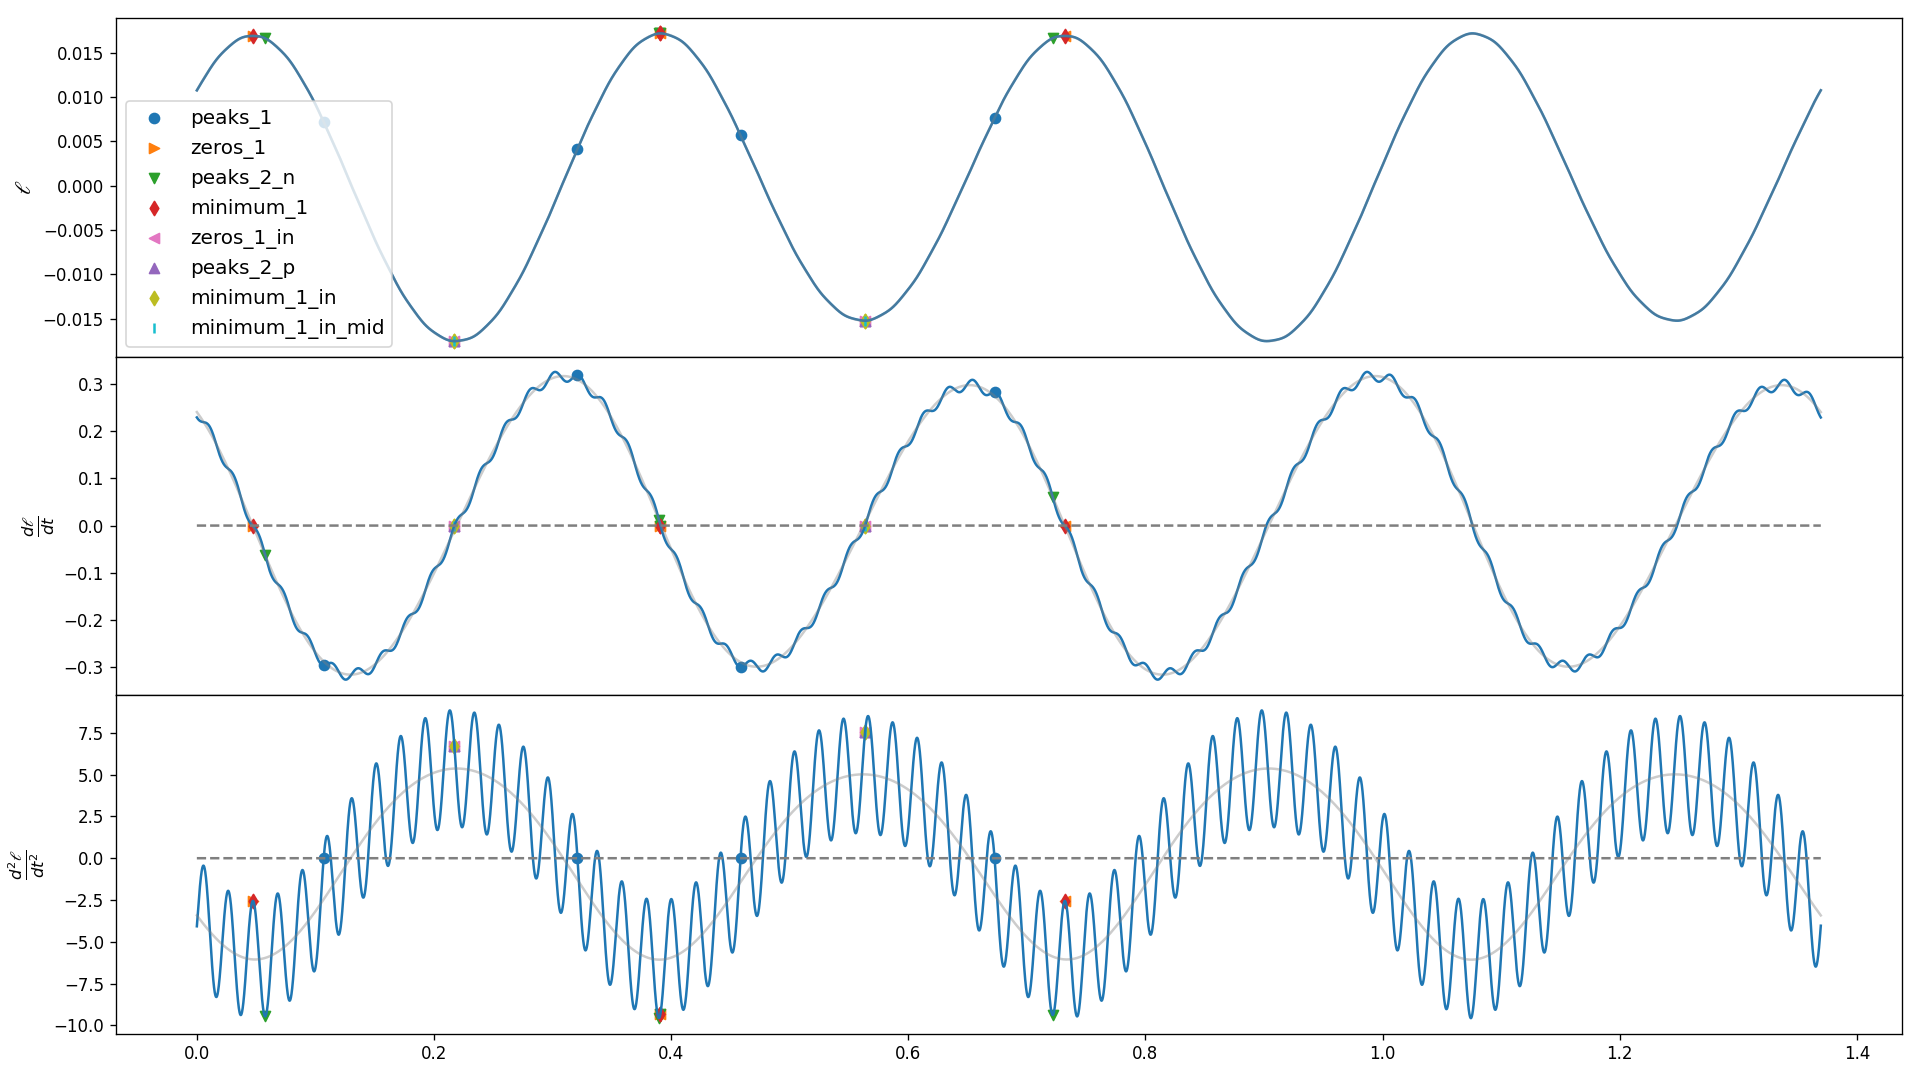 0.015
0.010
0.005
0.000
−0.005
−0.010
−0.015
ℓ
peaks_1
zeros_1
peaks_2_n
minimum_1
zeros_1_in
peaks_2_p
minimum_1_in
minimum_1_in_mid
0.3
0.2
0.1
0.0
−0.1
−0.2
−0.3
dℓ/dt
7.5
5.0
2.5
0.0
−2.5
−5.0
−7.5
−10.0
d²ℓ/dt²
0.0 0.2 0.4 0.6 0.8 1.0 1.2 1.4